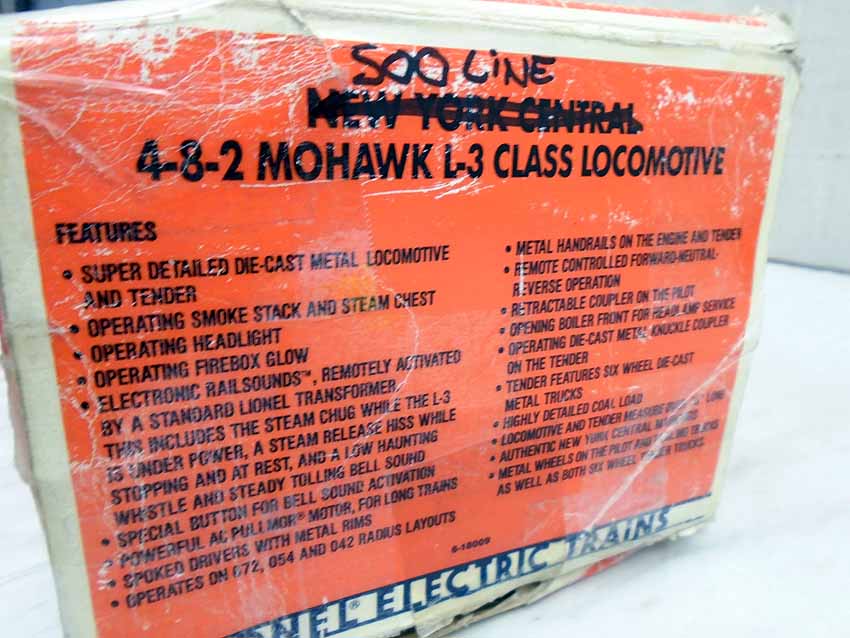 SOO LINE
NEW YORK CENTRAL
4-8-2 MOHAWK L-3 CLASS LOCOMOTIVE
FEATURES
• SUPER DETAILED DIE-CAST METAL LOCOMOTIVE
AND TENDER
• OPERATING SMOKE STACK AND STEAM CHEST
• OPERATING HEADLIGHT
• OPERATING FIREBOX GLOW
• ELECTRONIC RAILSOUNDS™, REMOTELY ACTIVATED
BY A STANDARD LIONEL TRANSFORMER.
THIS INCLUDES THE STEAM CHUG WHILE THE L-3
IS UNDER POWER, A STEAM RELEASE HISS WHILE
STOPPING AND AT REST, AND A LOW HAUNTING
WHISTLE AND STEADY TOLLING BELL SOUND
• SPECIAL BUTTON FOR BELL SOUND ACTIVATION
• POWERFUL AC PULLMOR® MOTOR, FOR LONG TRAINS
• SPOKED DRIVERS WITH METAL RIMS
• OPERATES ON 072, 054 AND 042 RADIUS LAYOUTS
• METAL HANDRAILS ON THE ENGINE AND TENDER
• REMOTE CONTROLLED FORWARD-NEUTRAL-
REVERSE OPERATION
• RETRACTABLE COUPLER ON THE PILOT
• OPENING BOILER FRONT FOR HEADLAMP SERVICE
• OPERATING DIE-CAST METAL KNUCKLE COUPLER
ON THE TENDER
• TENDER FEATURES SIX WHEEL DIE-CAST
METAL TRUCKS
• HIGHLY DETAILED COAL LOAD
• LOCOMOTIVE AND TENDER MEASURE LONG
• AUTHENTIC NEW YORK CENTRAL
• METAL WHEELS ON THE PILOT AND TRUCKS
AS WELL AS BOTH SIX WHEEL TENDER TRUCKS
6-18009
NEL® ELECTRIC TRAINS